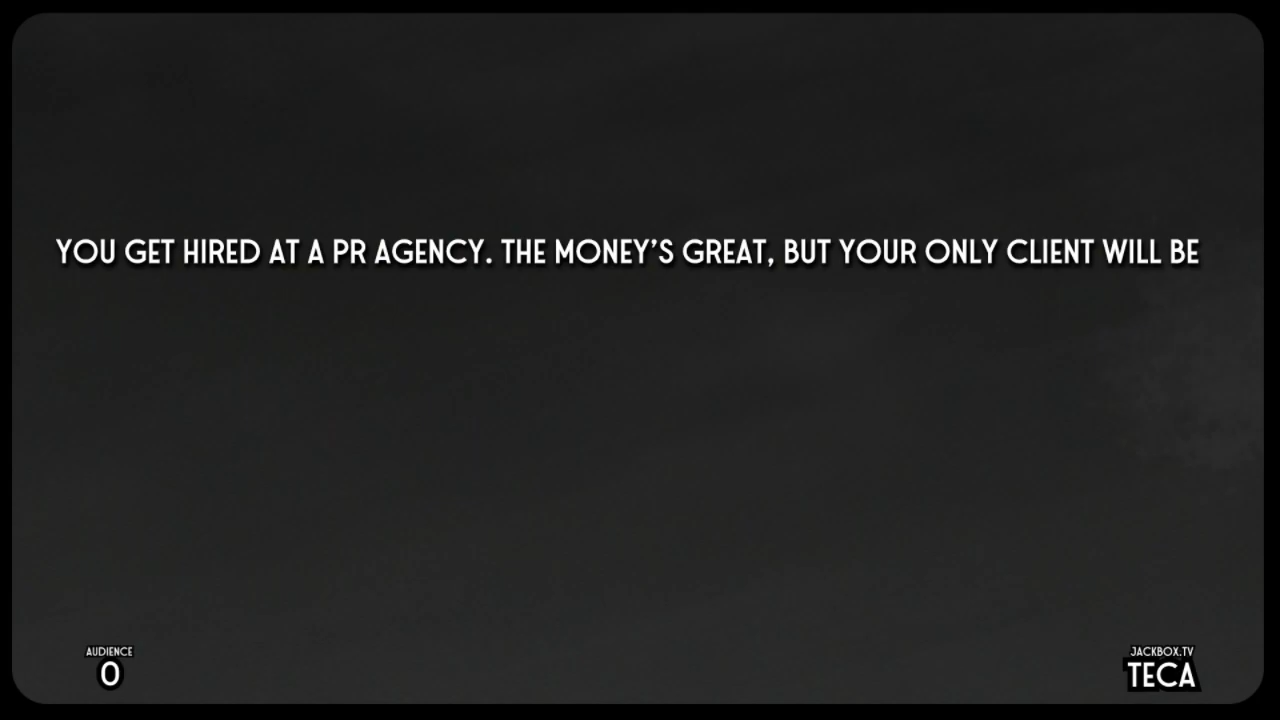 YOU GET HIRED AT A PR AGENCY. THE MONEY'S GREAT, BUT YOUR ONLY CLIENT WILL BE
AUDIENCE
0
JACKBOX.TV
TECA